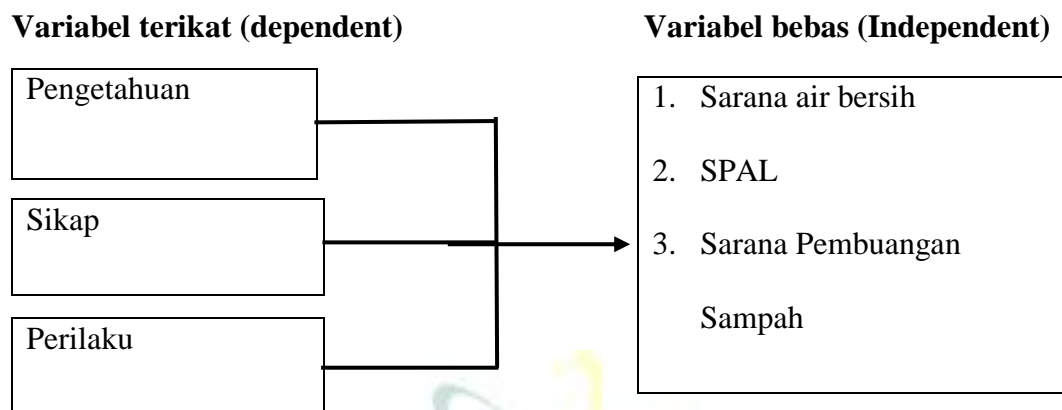 Variabel terikat (dependent)
Variabel bebas (Independent)
Pengetahuan
Sikap
Perilaku
1. Sarana air bersih
2. SPAL
3. Sarana Pembuangan
Sampah